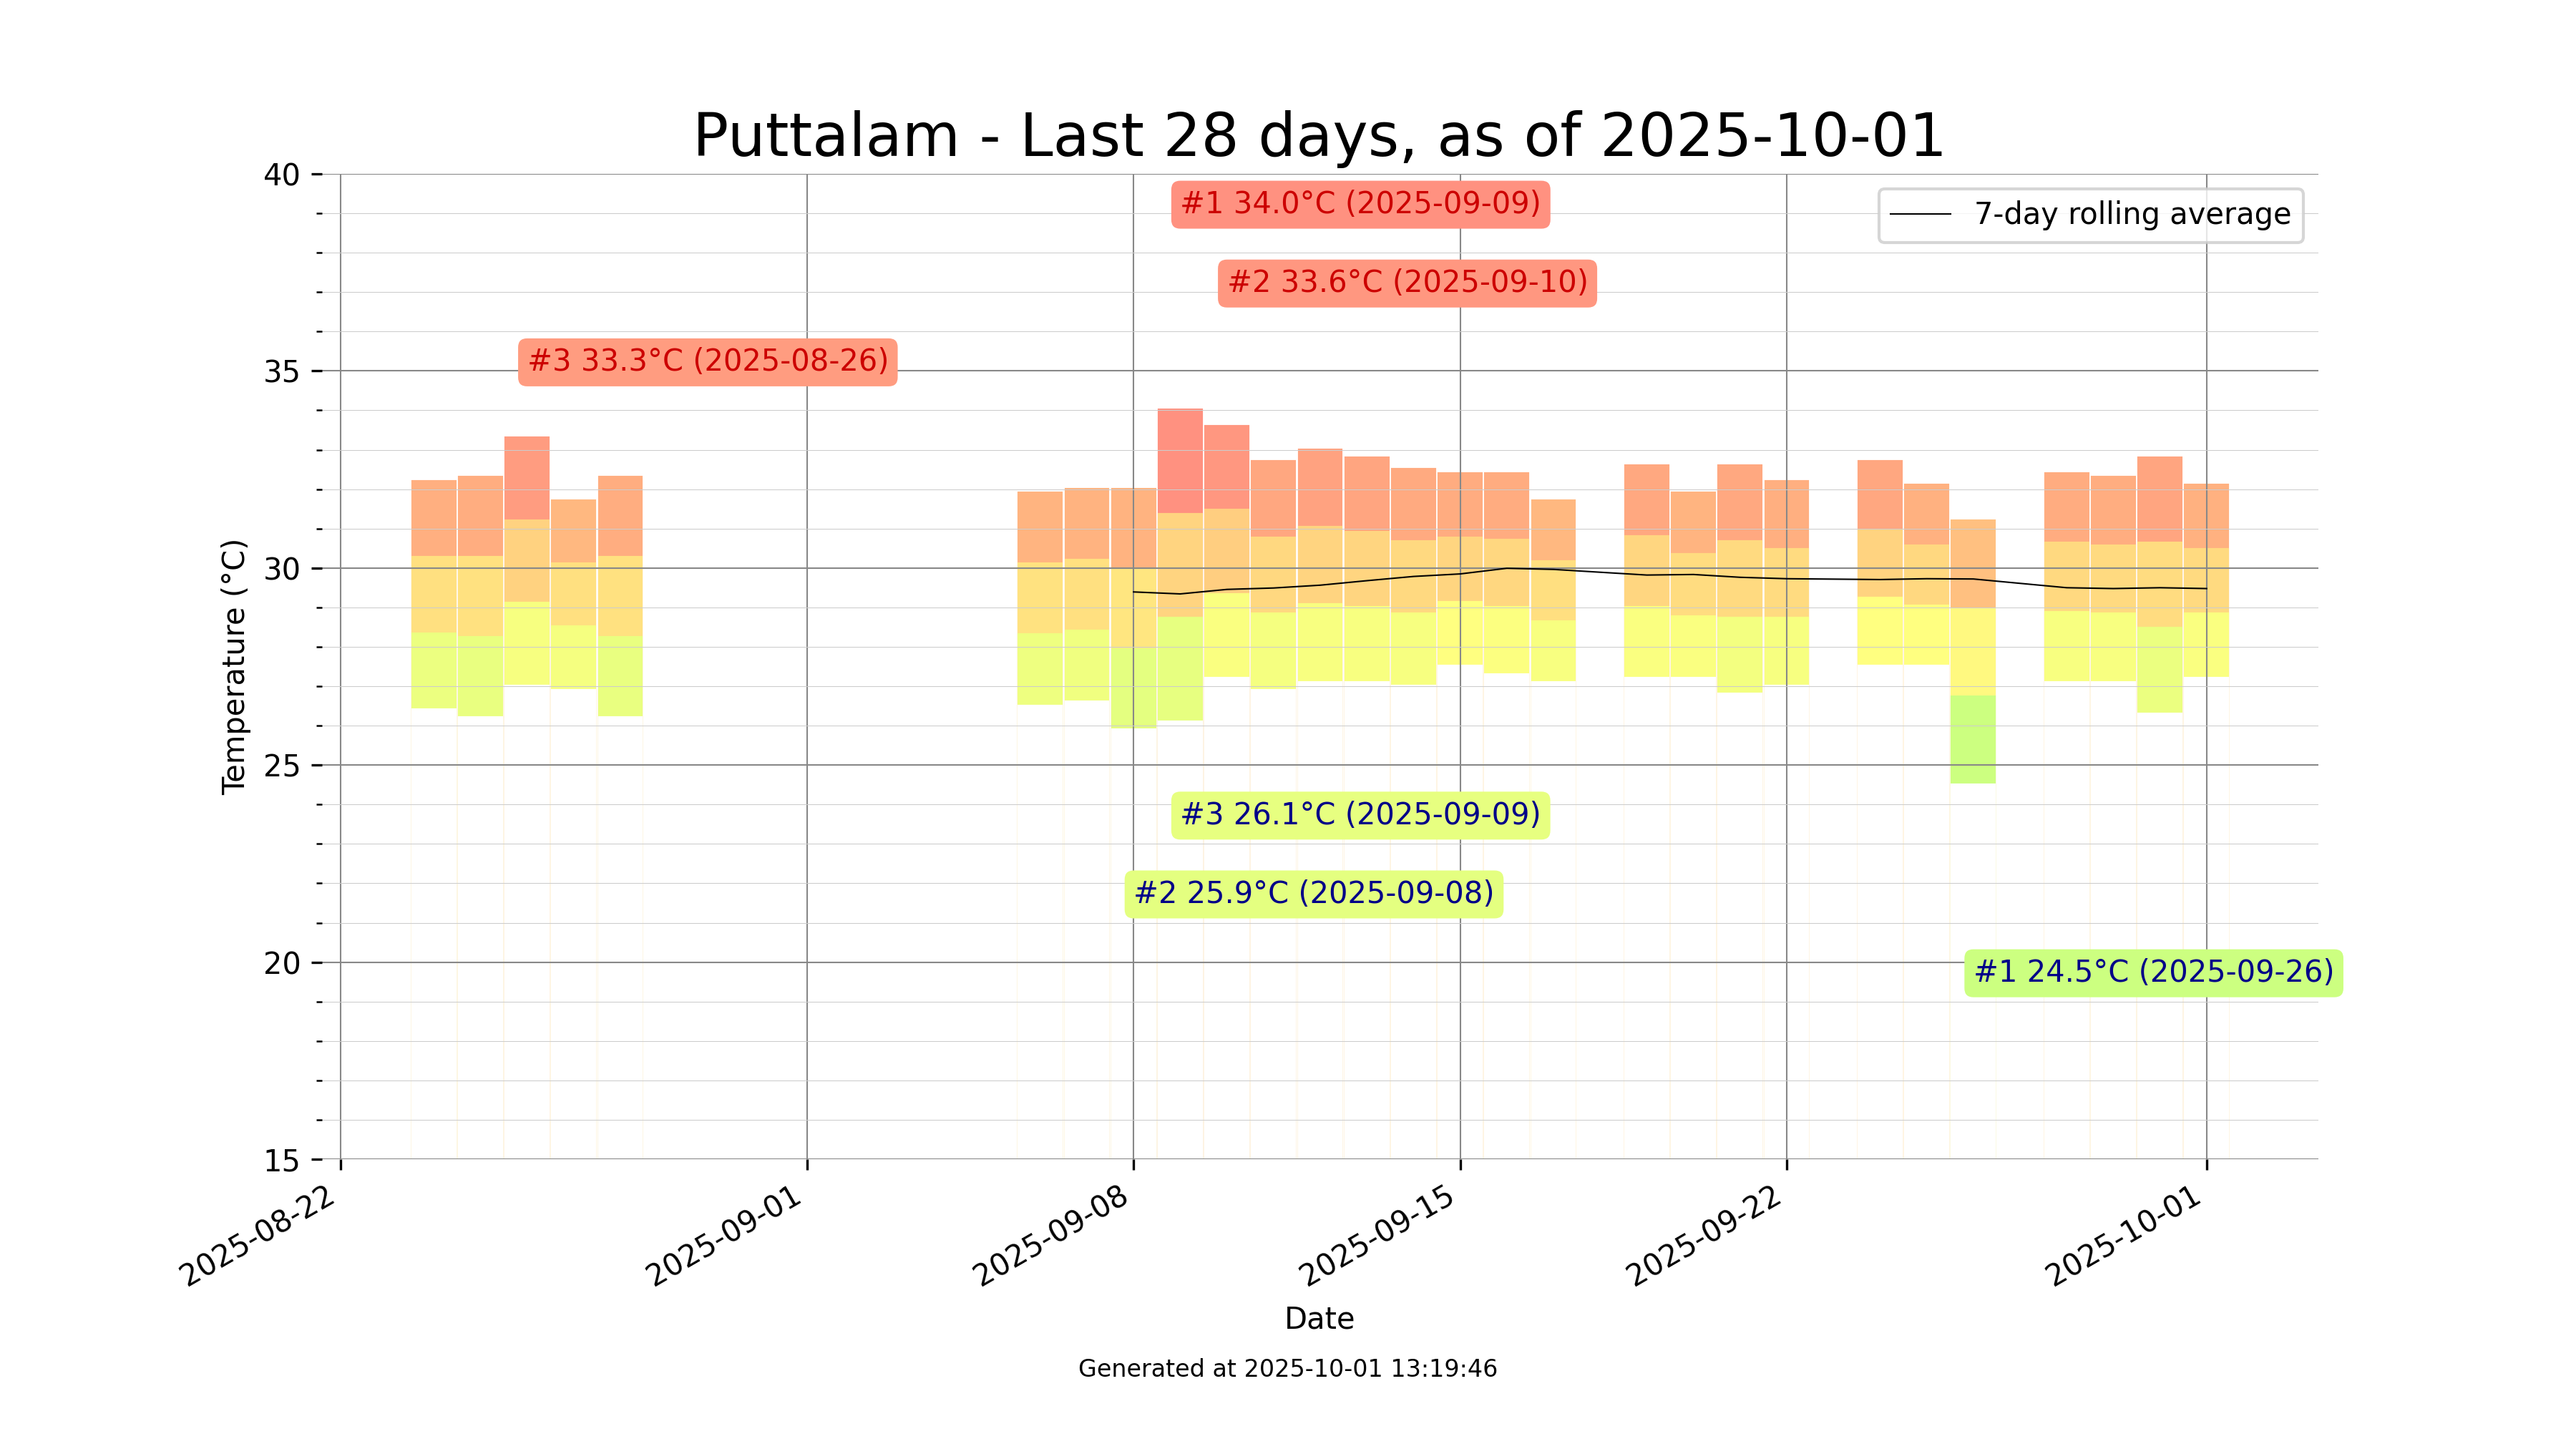 Puttalam - Last 28 days, as of 2025-10-01
40
#1 34.0°C (2025-09-09)
7-day rolling average
#2 33.6°C (2025-09-10)
#3 33.3°C (2025-08-26)
35
30
Temperature (°C)
25
#3 26.1°C (2025-09-09)
#2 25.9°C (2025-09-08)
20
#1 24.5°C (2025-09-26)
15
2025-08-22
2025-09-01
2025-09-08
2025-09-15
2025-09-22
2025-10-01
Date
Generated at 2025-10-01 13:19:46